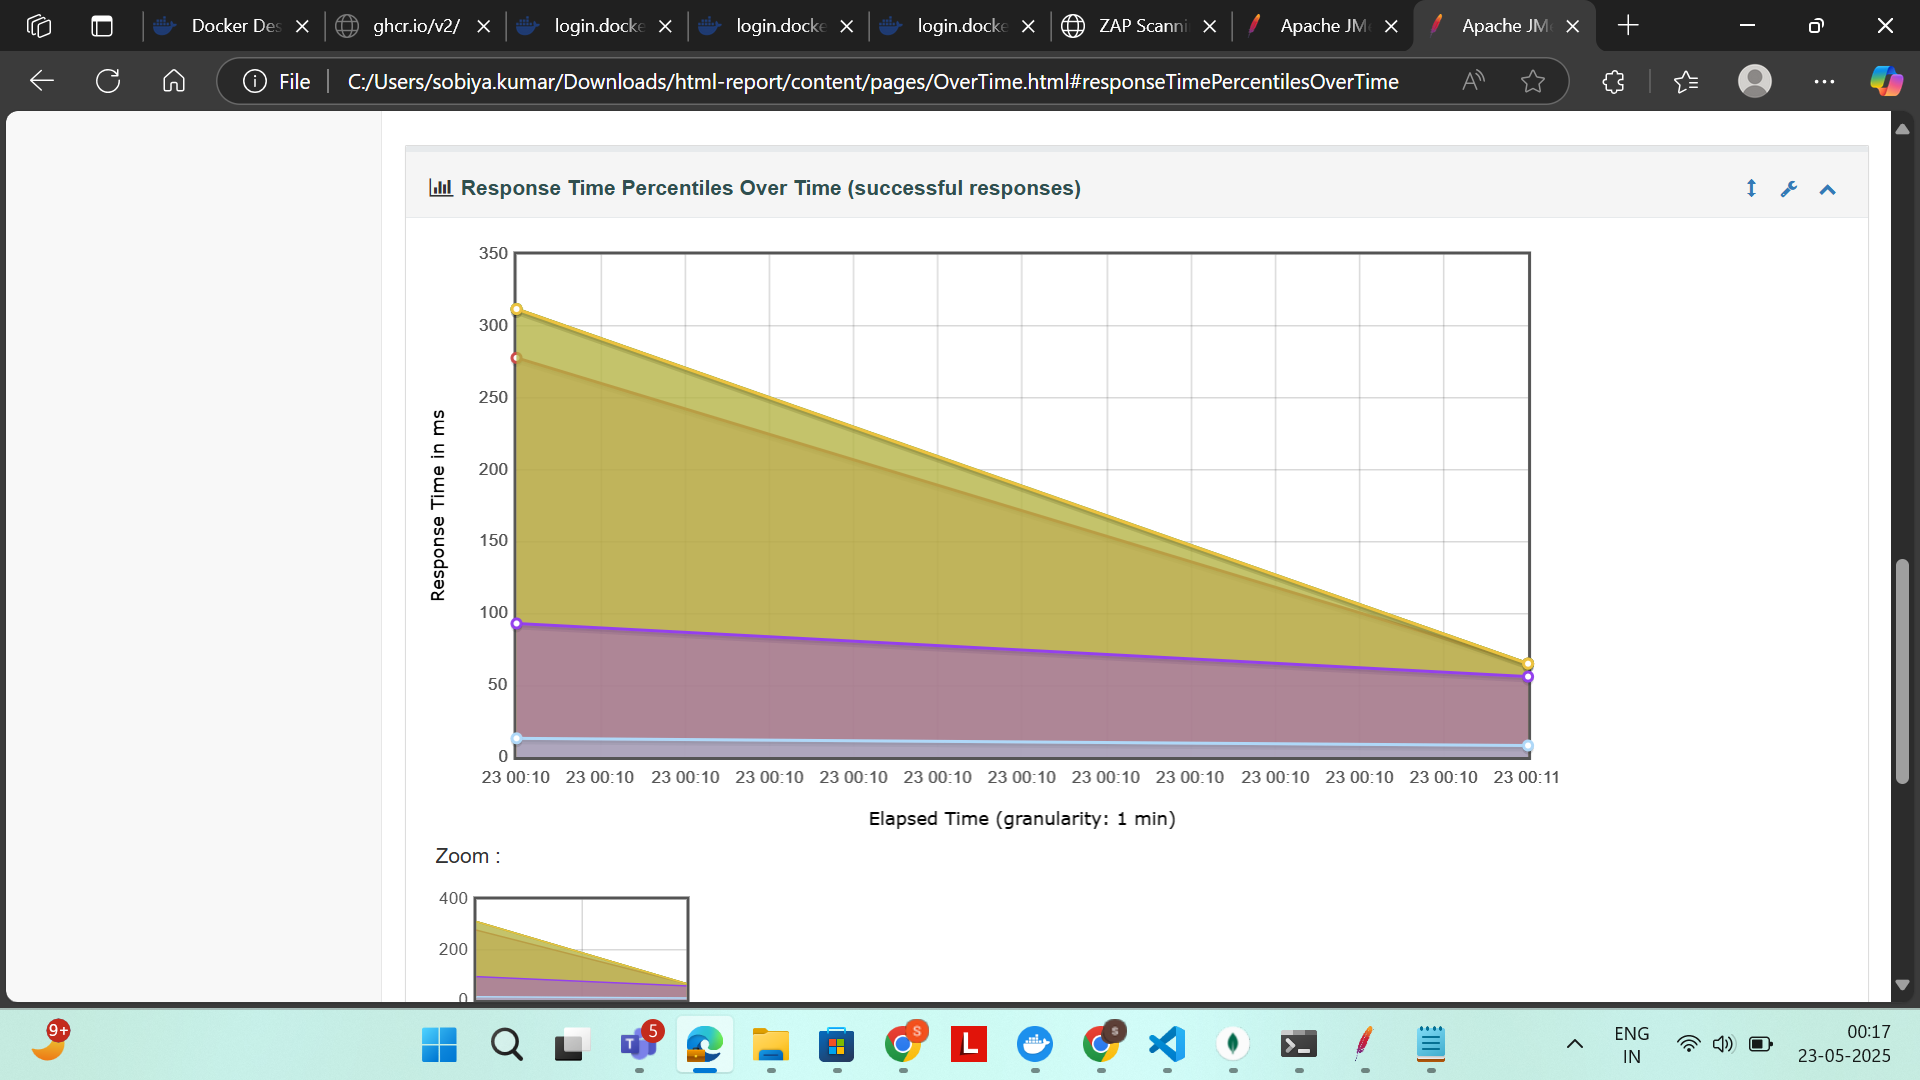 Docker Des
ghcr.io/v2/
login.docke
login.docke
login.docke
ZAP Scanni
Apache JM
Apache JM
File
C:/Users/sobiya.kumar/Downloads/html-report/content/pages/OverTime.html#responseTimePercentilesOverTime
Response Time Percentiles Over Time (successful responses)
350
300
250
200
150
100
50
0
Response Time in ms
23 00:10 23 00:10 23 00:10 23 00:10 23 00:10 23 00:10 23 00:10 23 00:10 23 00:10 23 00:10 23 00:10 23 00:10 23 00:11
Elapsed Time (granularity: 1 min)
Zoom :
400
200
0
9+
5
S
L
S
ENG
IN
00:17
23-05-2025